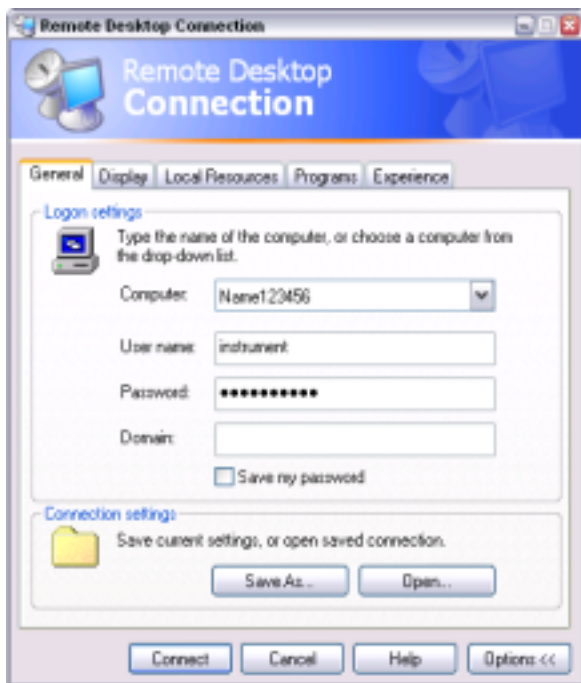 Remote Desktop Connection
Remote Desktop
Connection
General Display Local Resources Programs Experience
Logon settings
Type the name of the computer, or choose a computer from
the drop-down list.
Computer: Name123456
User name: instrument
Password: ••••••••••
Domain:
Save my password
Connection settings
Save current settings, or open saved connection.
Save As... Open...
Connect Cancel Help Options <<